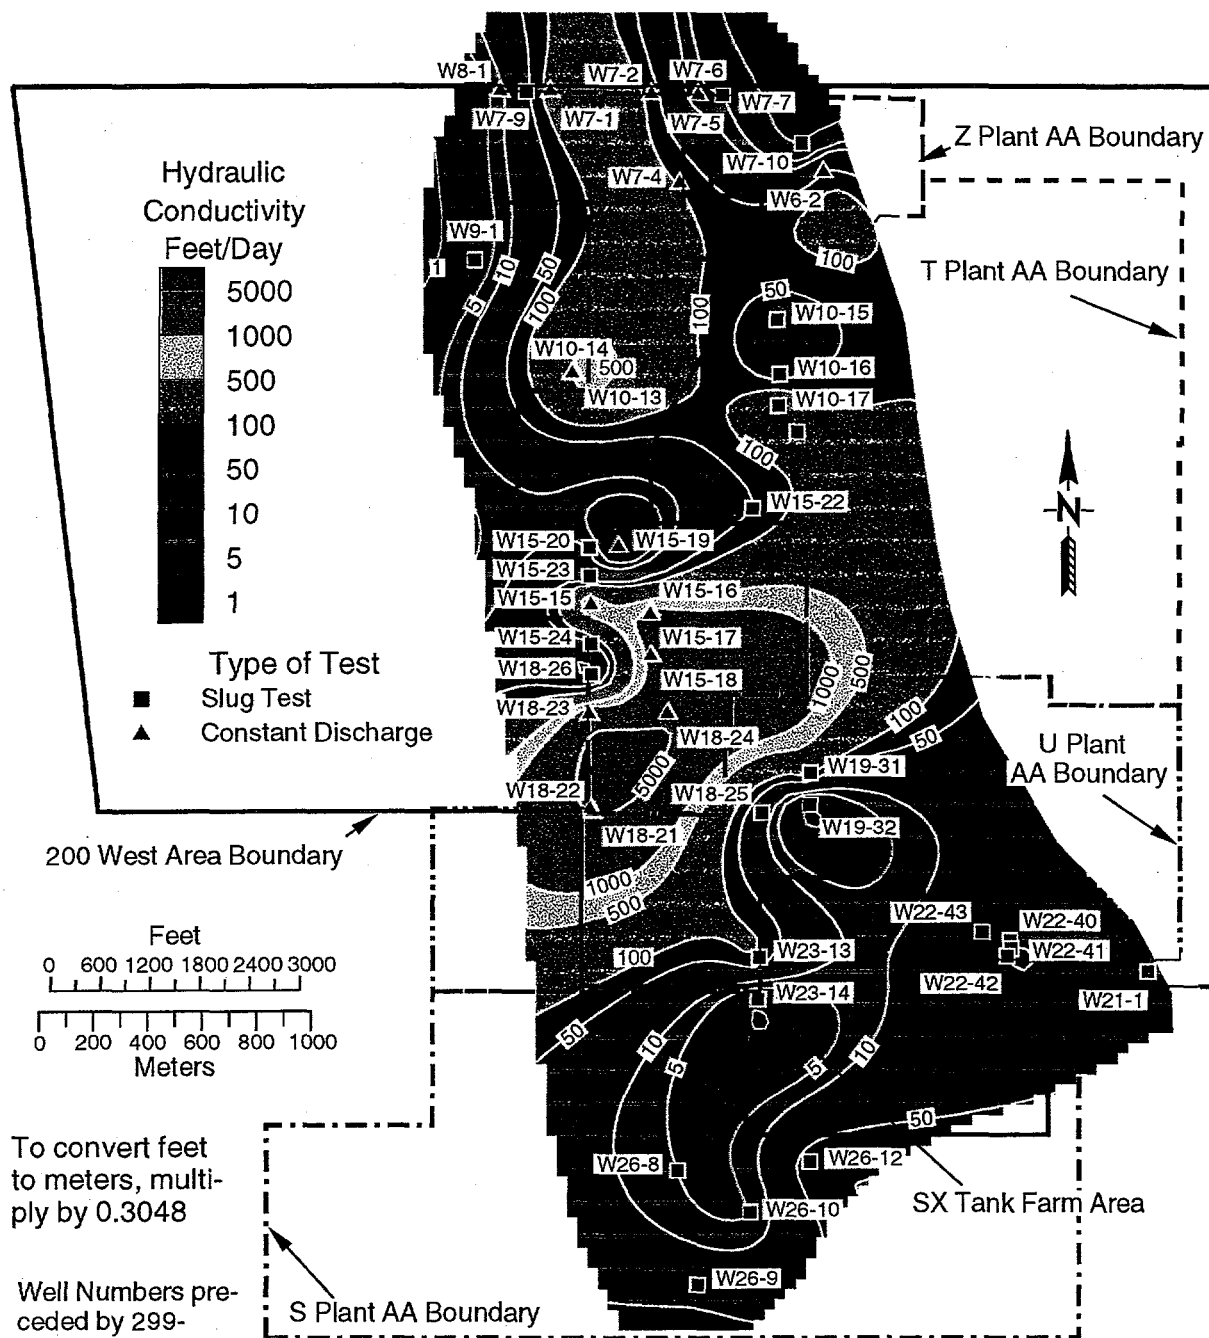 W8-1
W7-2
W7-6
W7-7
W7-9
W7-1
W7-5
Z Plant AA Boundary
W7-10
W7-4
W6-2
Hydraulic
Conductivity
Feet/Day
5000
1000
500
100
50
10
5
1
W9-1
1
5
10
50
100
100
100
T Plant AA Boundary
50
W10-15
W10-14
500
W10-13
W10-16
W10-17
100
N
W15-22
W15-20
W15-19
W15-23
W15-15
W15-16
W15-24
W15-17
W18-26
W15-18
W18-23
W18-24
1000
500
100
50
Type of Test
Slug Test
Constant Discharge
U Plant
AA Boundary
W19-31
5000
W18-22
W18-25
W19-32
W18-21
200 West Area Boundary
1000
500
W22-43
W22-40
W22-41
W22-42
W21-1
100
W23-13
W23-14
Feet
0 600 1200 1800 2400 3000
0 200 400 600 800 1000
Meters
50
10
5
5
10
50
To convert feet
to meters, multi-
ply by 0.3048
W26-8
W26-12
W26-10
SX Tank Farm Area
W26-9
Well Numbers pre-
ceded by 299-
S Plant AA Boundary